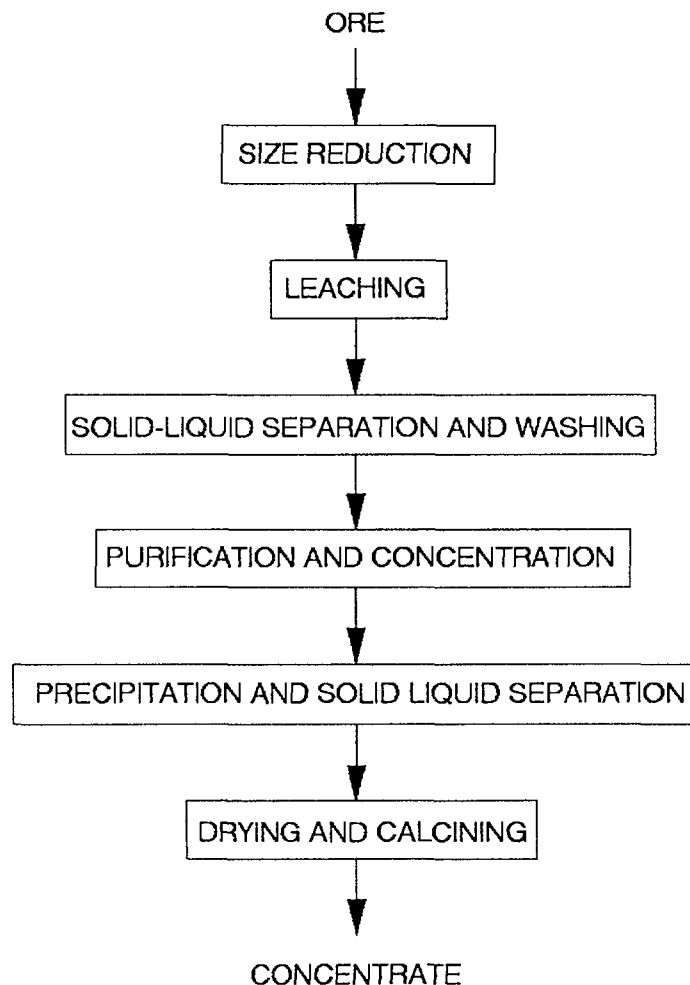 ORE
SIZE REDUCTION
LEACHING
SOLID-LIQUID SEPARATION AND WASHING
PURIFICATION AND CONCENTRATION
PRECIPITATION AND SOLID LIQUID SEPARATION
DRYING AND CALCINING
CONCENTRATE